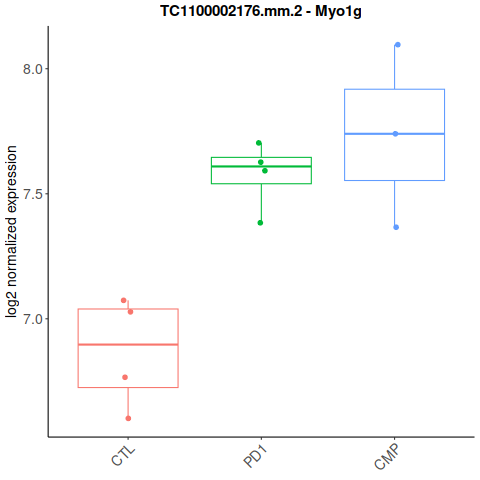 TC1100002176.mm.2 - Myo1g
log2 normalized expression
8.0
7.5
7.0
CTL
PD1
CMP